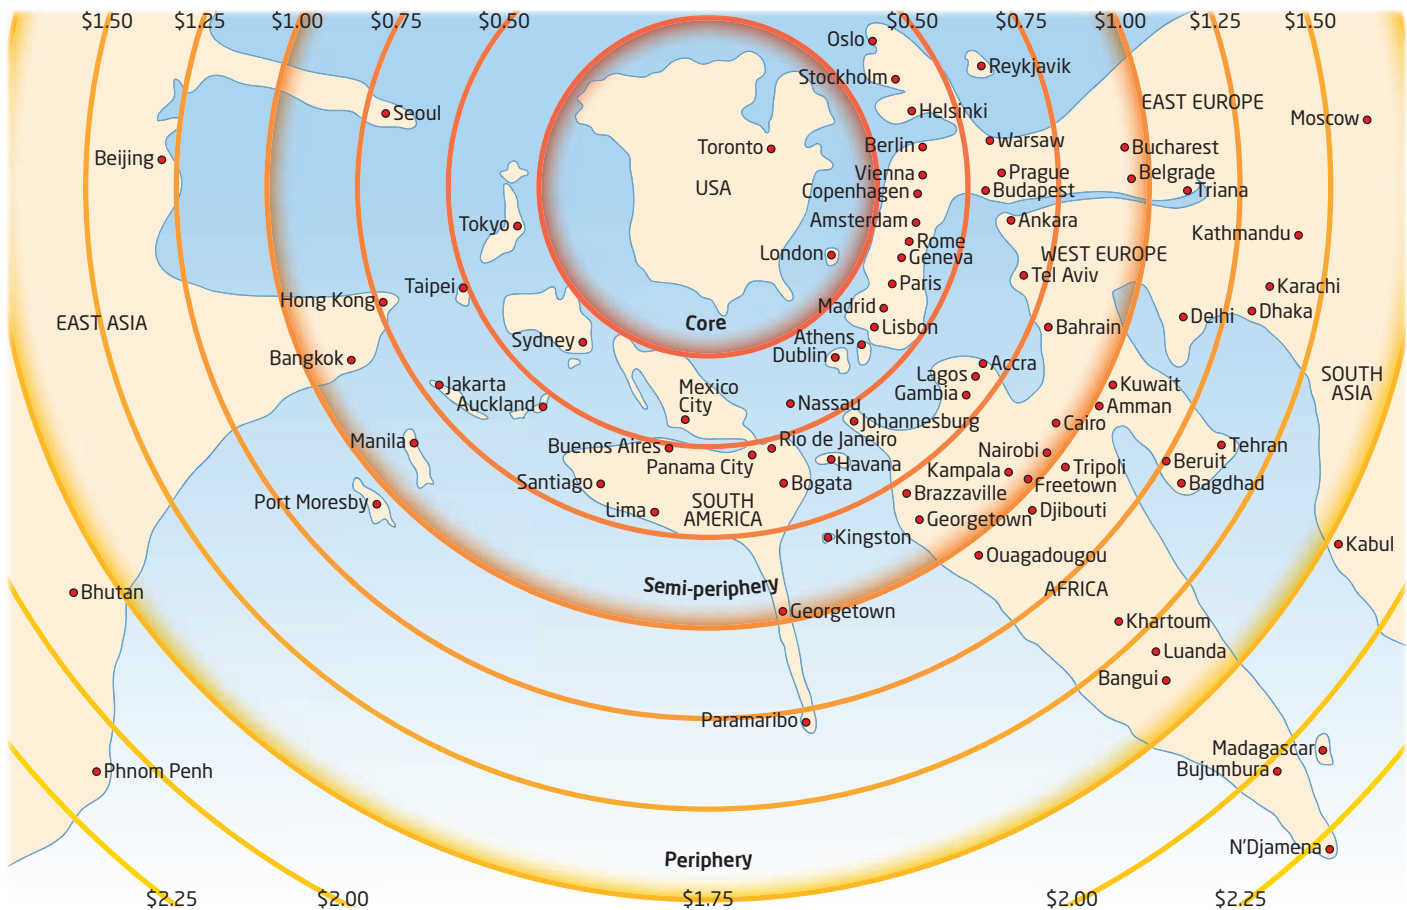 $1.50
$1.25
$1.00
$0.75
$0.50
$0.50
$0.75
$1.00
$1.25
$1.50
Oslo
Reykjavik
Stockholm
EAST EUROPE
Seoul
Helsinki
Moscow
Toronto
Berlin
Warsaw
Bucharest
Beijing
Vienna
Prague
Belgrade
USA
Copenhagen
Budapest
Triana
Tokyo
Amsterdam
Ankara
Kathmandu
Rome
London
Geneva
WEST EUROPE
Tel Aviv
Taipei
Paris
Karachi
Hong Kong
Madrid
Dhaka
EAST ASIA
Core
Lisbon
Bahrain
Delhi
Sydney
Athens
Bangkok
Dublin
Accra
Jakarta
Mexico
City
Lagos
Kuwait
SOUTH
ASIA
Gambia
Auckland
Nassau
Amman
Johannesburg
Cairo
Manila
Buenos Aires
Rio de Janeiro
Tehran
Panama City
Havana
Nairobi
Beruit
Kampala
Tripoli
Santiago
Bogata
Freetown
Bagdhad
Port Moresby
Lima
SOUTH
AMERICA
Brazzaville
Djibouti
Georgetown
Kingston
Kabul
Ouagadougou
Bhutan
Semi-periphery
AFRICA
Georgetown
Khartoum
Luanda
Bangui
Paramaribo
Madagascar
Phnom Penh
Bujumbura
N'Djamena
Periphery
$2.25
$2.00
$1.75
$2.00
$2.25